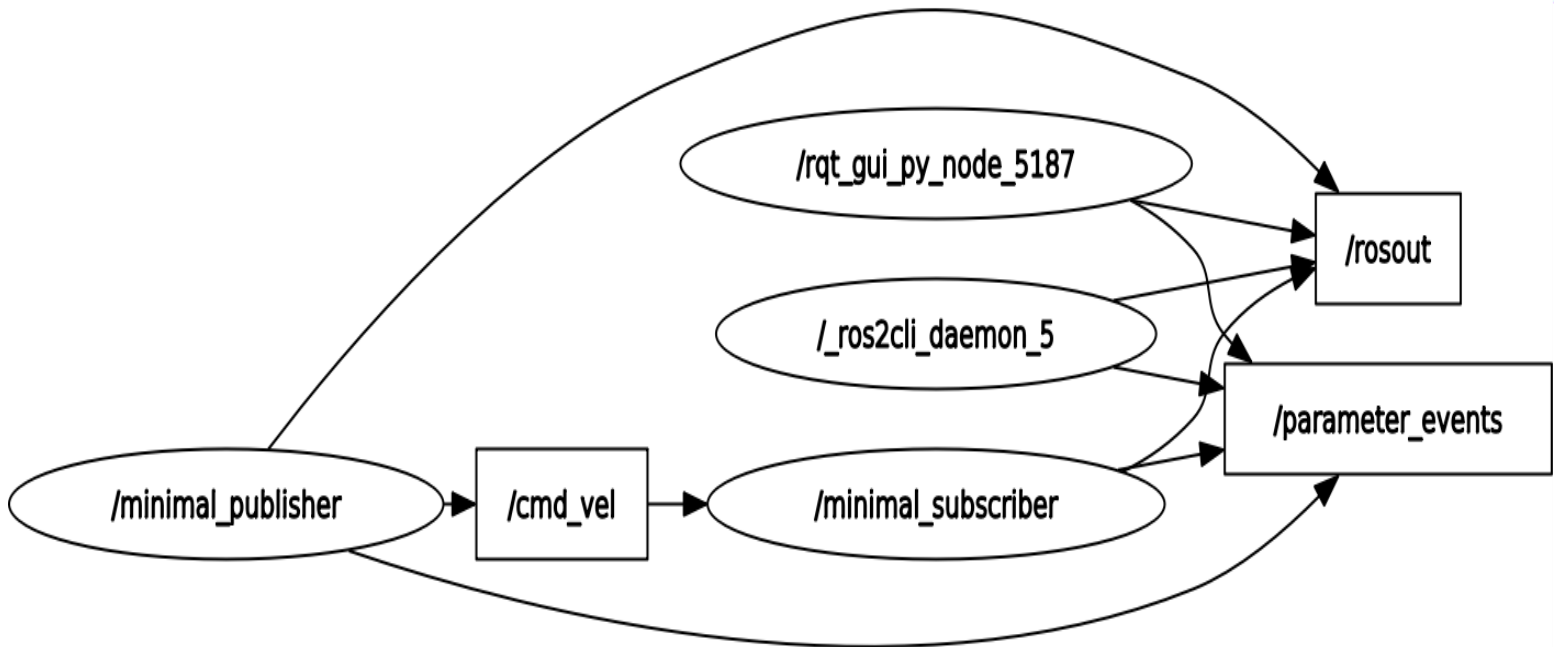 /rqt_gui_py_node_5187
/rosout
/_ros2cli_daemon_5
/parameter_events
/minimal_publisher
/cmd_vel
/minimal_subscriber